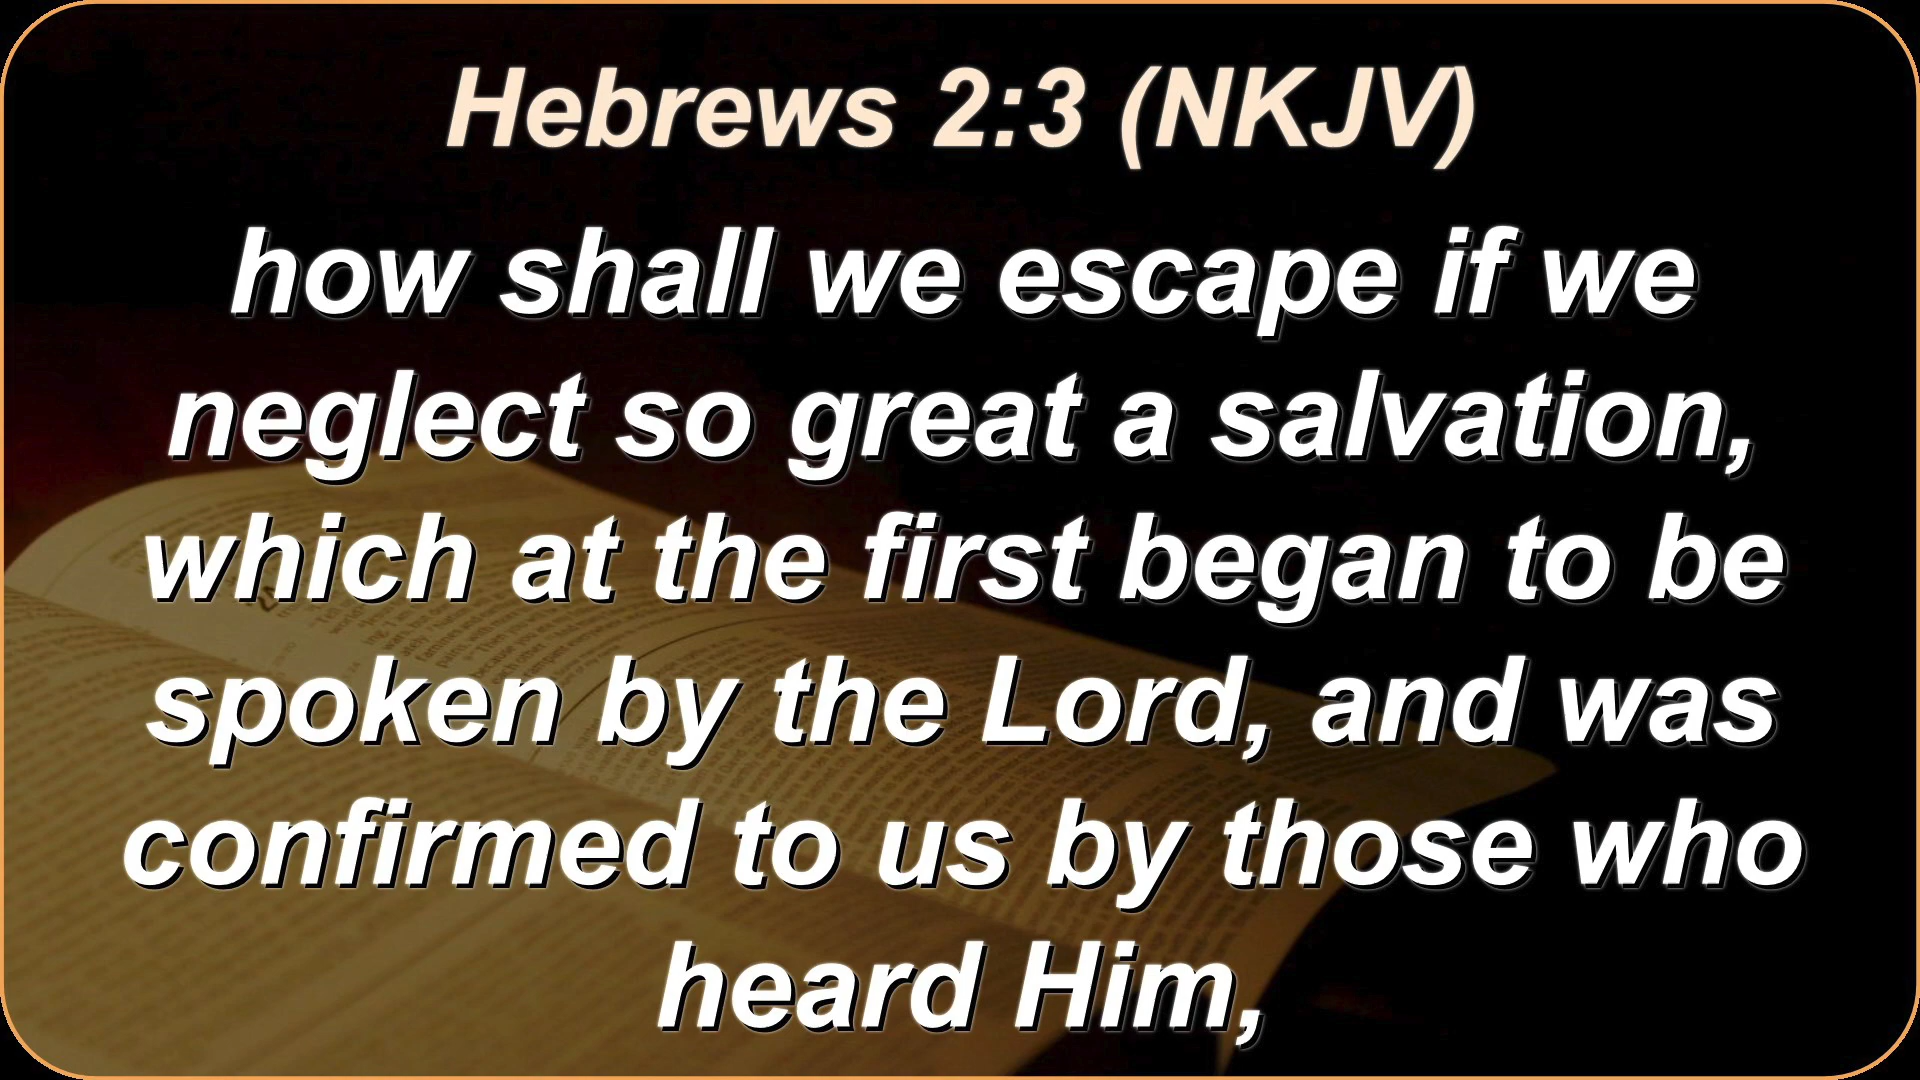 Hebrews 2:3 (NKJV)
how shall we escape if we
neglect so great a salvation,
which at the first began to be
spoken by the Lord, and was
confirmed to us by those who
heard Him,